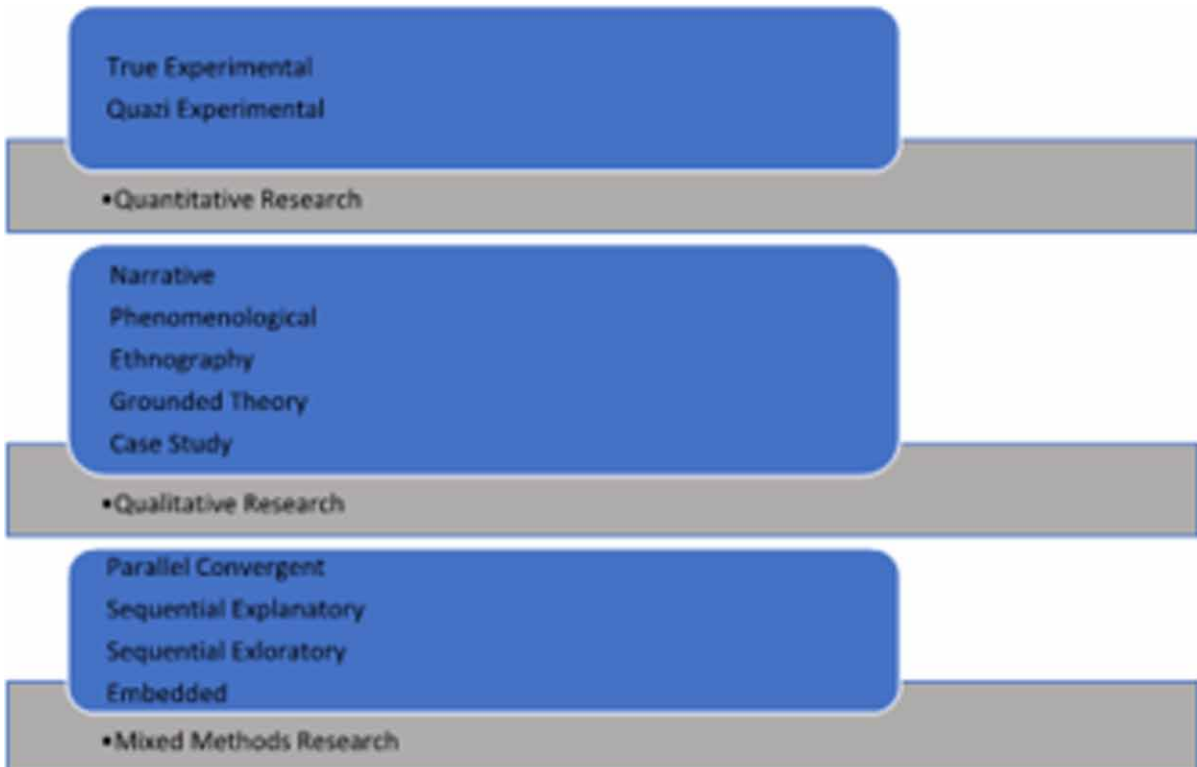 True Experimental
Quazi Experimental
•Quantitative Research
Narrative
Phenomenological
Ethnography
Grounded Theory
Case Study
•Qualitative Research
Parallel Convergent
Sequential Explanatory
Sequential Exloratory
Embedded
•Mixed Methods Research